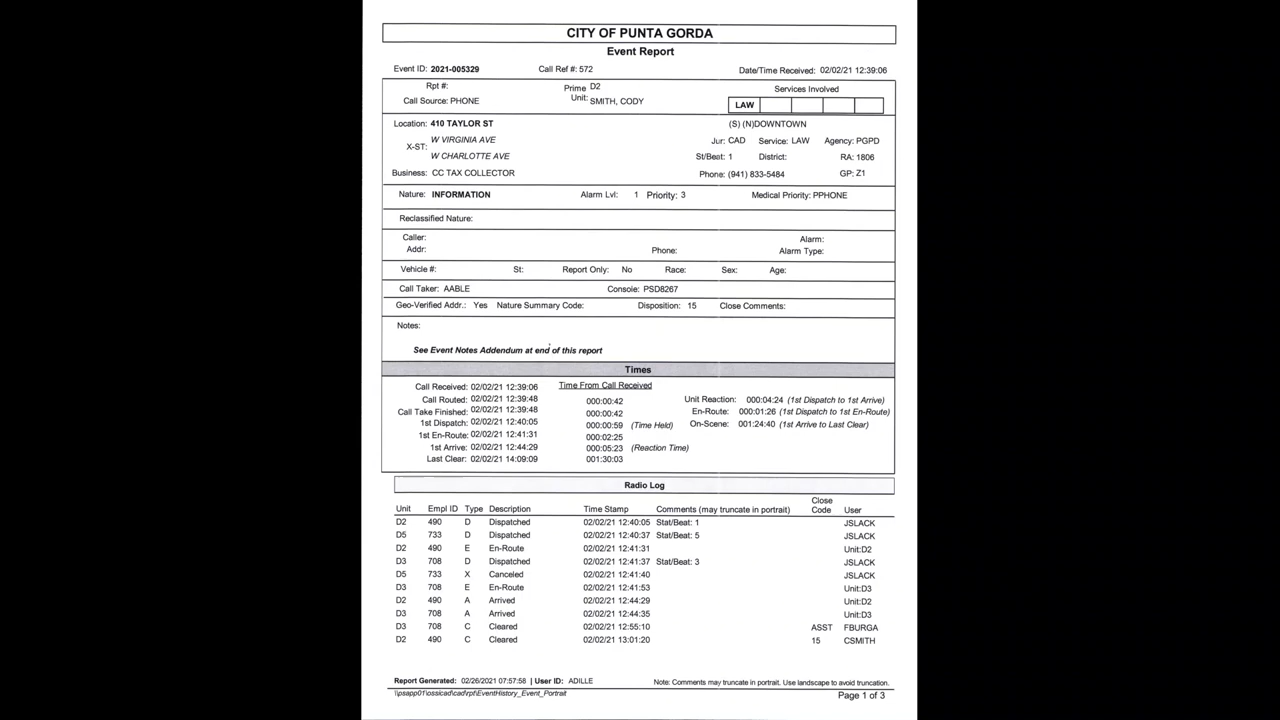 CITY OF PUNTA GORDA
Event Report
Event ID: 2021-005329 Call Ref #: 572 Date/Time Received: 02/02/21 12:39:06
Rpt #: Prime D2 Services Involved
Call Source: PHONE Unit: SMITH, CODY LAW
Location: 410 TAYLOR ST (S) (N)DOWNTOWN
X-ST: W VIRGINIA AVE Jur: CAD Service: LAW Agency: PGPD
W CHARLOTTE AVE St/Beat: 1 District: RA: 1806
Business: CC TAX COLLECTOR Phone: (941) 833-5484 GP: Z1
Nature: INFORMATION Alarm Lvl: 1 Priority: 3 Medical Priority: PPHONE
Reclassified Nature:
Caller: Alarm:
Addr: Phone: Alarm Type:
Vehicle #: St: Report Only: No Race: Sex: Age:
Call Taker: AABLE Console: PSD8267
Geo-Verified Addr.: Yes Nature Summary Code: Disposition: 15 Close Comments:
Notes:
See Event Notes Addendum at end of this report
Times
Call Received: 02/02/21 12:39:06 Time From Call Received
Call Routed: 02/02/21 12:39:48 000:00:42 Unit Reaction: 000:04:24 (1st Dispatch to 1st Arrive)
Call Take Finished: 02/02/21 12:39:48 000:00:42 En-Route: 000:01:26 (1st Dispatch to 1st En-Route)
1st Dispatch: 02/02/21 12:40:05 000:00:59 (Time Held) On-Scene: 001:24:40 (1st Arrive to Last Clear)
1st En-Route: 02/02/21 12:41:31 000:02:25
1st Arrive: 02/02/21 12:44:29 000:05:23 (Reaction Time)
Last Clear: 02/02/21 14:09:09 001:30:03
Radio Log
Unit Empl ID Type Description Time Stamp Comments (may truncate in portrait) Close Code User
D2 490 D Dispatched 02/02/21 12:40:05 Stat/Beat: 1 JSLACK
D5 733 D Dispatched 02/02/21 12:40:37 Stat/Beat: 5 JSLACK
D2 490 E En-Route 02/02/21 12:41:31 Unit:D2
D3 708 D Dispatched 02/02/21 12:41:37 Stat/Beat: 3 JSLACK
D5 733 X Canceled 02/02/21 12:41:40 JSLACK
D3 708 E En-Route 02/02/21 12:41:53 Unit:D3
D2 490 A Arrived 02/02/21 12:44:29 Unit:D2
D3 708 A Arrived 02/02/21 12:44:35 Unit:D3
D3 708 C Cleared 02/02/21 12:55:10 ASST FBURGA
D2 490 C Cleared 02/02/21 13:01:20 15 CSMITH
Report Generated: 02/26/2021 07:57:58 | User ID: ADILLE Note: Comments may truncate in portrait. Use landscape to avoid truncation.
\\psapp01\ossicad\cad\rpt\EventHistory_Event_Portrait Page 1 of 3